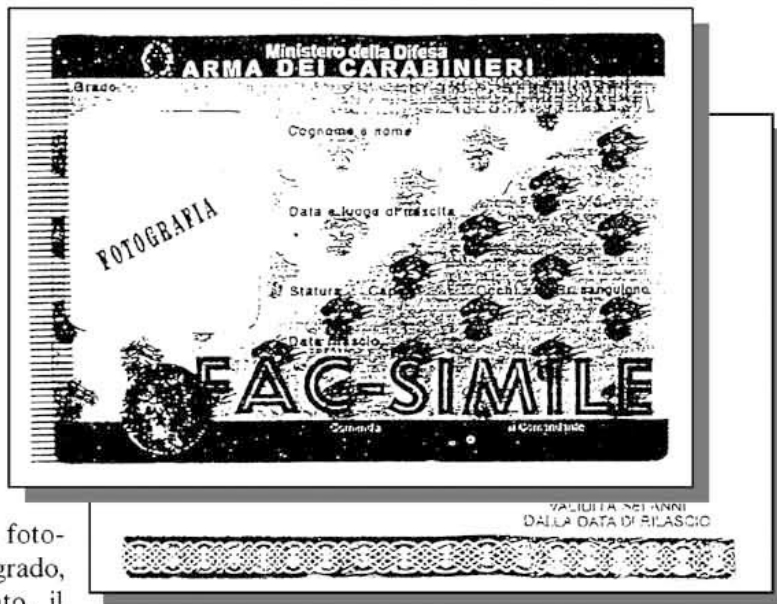 Ministero della Difesa
ARMA DEI CARABINIERI
Grado
Cognome e nome
FOTOGRAFIA
Data e luogo di nascita
Statura Capelli Occhi Gr. sanguigno
Data rilascio
FAC-SIMILE
Comando il Comandante
VALIDITÀ SEI ANNI
DALLA DATA DI RILASCIO
foto-
grado,
il